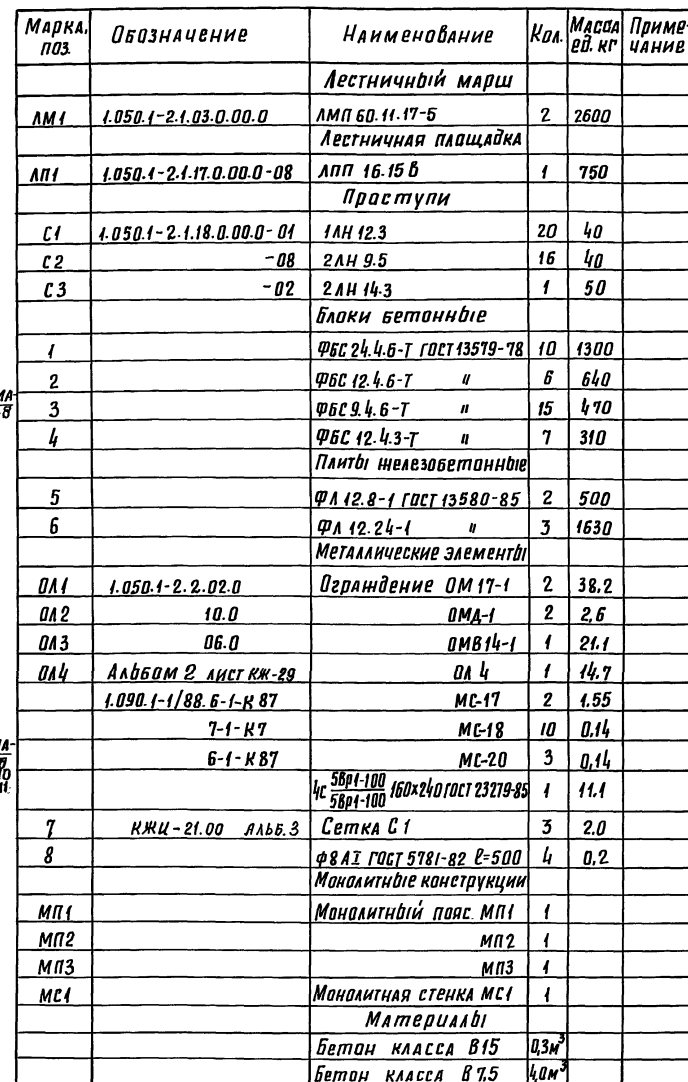 Марка, поз. Обозначение Наименование Кол. Масса ед. кг Приме-чание
Лестничный марш
ЛМ1 1.050.1-2.1.03.0.00.0 ЛМП 60.11.17-5 2 2600
Лестничная площадка
ЛП1 1.050.1-2.1.17.0.00.0-08 ЛПП 16.15В 1 750
Проступи
С1 1.050.1-2.1.18.0.00.0-01 1ЛН 12.3 20 40
С2 -08 2ЛН 9.5 16 40
С3 -02 2ЛН 14.3 1 50
Блоки бетонные
1 ФБС 24.4.6-Т ГОСТ 13579-78 10 1300
2 ФБС 12.4.6-Т " 6 640
3 ФБС 9.4.6-Т " 15 470
4 ФБС 12.4.3-Т " 7 310
Плиты железобетонные
5 ФЛ 12.8-1 ГОСТ 13580-85 2 500
6 ФЛ 12.24-1 " 3 1630
Металлические элементы
ОЛ1 1.050.1-2.2.02.0 Ограждение ОМ 17-1 2 38,2
ОЛ2 10.0 ОМД-1 2 2,6
ОЛ3 06.0 ОМВ14-1 1 21.1
ОЛ4 Альбом 2 лист КЖ-29 ОЛ 4 1 14.7
1.090.1-1/88.6-1-К87 МС-17 2 1.55
7-1-К7 МС-18 10 0,14
6-1-К87 МС-20 3 0,14
4С 5Вр1-100/5Вр1-100 160х240 ГОСТ 23279-85 1 11.1
7 КЖИ-21.00 Альб.3 Сетка С1 3 2.0
8 ф8АI ГОСТ 5781-82 ℓ=500 4 0,2
Монолитные конструкции
МП1 Монолитный пояс МП1 1
МП2 МП2 1
МП3 МП3 1
МС1 Монолитная стенка МС1 1
Материалы
Бетон класса В15 0,3м³
Бетон класса В7,5 4,0м³